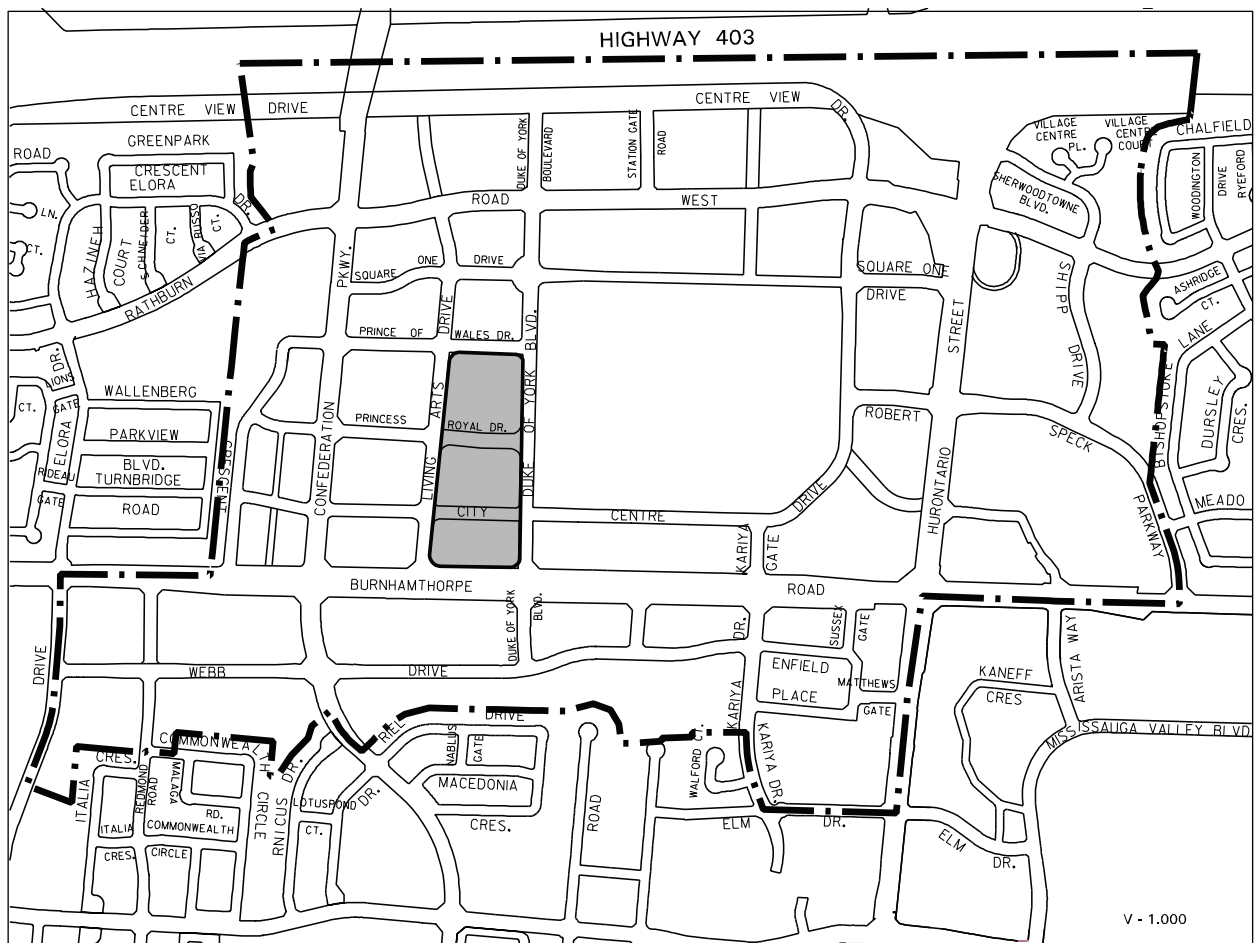 HIGHWAY 403
CENTRE VIEW DRIVE
CENTRE VIEW
DR.
GREENPARK
ROAD
CRESCENT
ELORA
DR.
LN.
CT.
HAZINEH
COURT
SCHNEIDER
CT.
VIA RUSSO
CT.
RATHBURN
ROAD
WEST
DUKE OF YORK
BOULEVARD
STATION GATE
ROAD
VILLAGE
CENTRE
PL.
VILLAGE
CENTRE
COURT
CHALFIELD
WOODINGTON
DRIVE
RYEFORD
SHERWOODTOWNE
BLVD.
PKWY.
SQUARE ONE DRIVE
SQUARE ONE
DRIVE
PRINCE OF WALES DR.
DRIVE
BLVD.
STREET
SHIPP
DRIVE
ASHRIDGE
CT.
LANE
BISHOPSTOKE
DURSLEY
CRES.
LIONS
GATE
DR.
CT.
ELORA
RIDEAU
GATE
WALLENBERG
PARKVIEW
BLVD.
TURNBRIDGE
ROAD
CRESCENT
CONFEDERATION
PRINCESS
ROYAL DR.
LIVING
ARTS
DUKE OF YORK
CITY
CENTRE
DRIVE
ROBERT
SPECK
PARKWAY
HURONTARIO
MEADO
KARIYA
GATE
BURNHAMTHORPE
ROAD
DUKE OF YORK
BLVD.
DR.
SUSSEX
GATE
DRIVE
WEBB
DRIVE
ENFIELD
PLACE
MATTHEWS
GATE
KARIYA
KARIYA DR.
KANEFF
CRES
ARISTA WAY
MISSISSAUGA VALLEY BLVD
COMMONWEALTH
CIRCLE
CRES.
ITALIA
REDMOND
ROAD
MALAGA
RD.
ITALIA
COMMONWEALTH
CRES.
CIRCLE
RNICIUS
DR.
LOTUSPOND
CT.
DR.
RIEL
DRIVE
NABLUS
GATE
MACEDONIA
CRES.
ROAD
WALFORD
CT.
ELM
DR.
ELM
DR.
V - 1.000